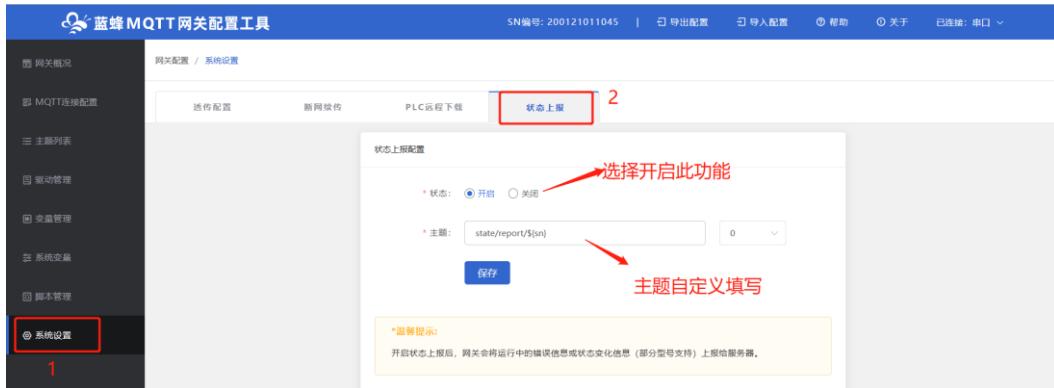 蓝蜂MQTT网关配置工具
SN编号: 200121011045 | 导出配置 导入配置 帮助 关于 已连接: 串口
网关概况
网关配置 / 系统设置
MQTT连接配置
透传配置 断网续传 PLC远程下载 状态上报 2
主题列表
状态上报配置
选择开启此功能
驱动管理
* 状态: 开启 关闭
变量管理
* 主题: state/report/${sn} 0
系统变量
保存
主题自定义填写
脚本管理
系统设置
*温馨提示:
开启状态上报后，网关会将运行中的错误信息或状态变化信息（部分型号支持）上报给服务器。
1